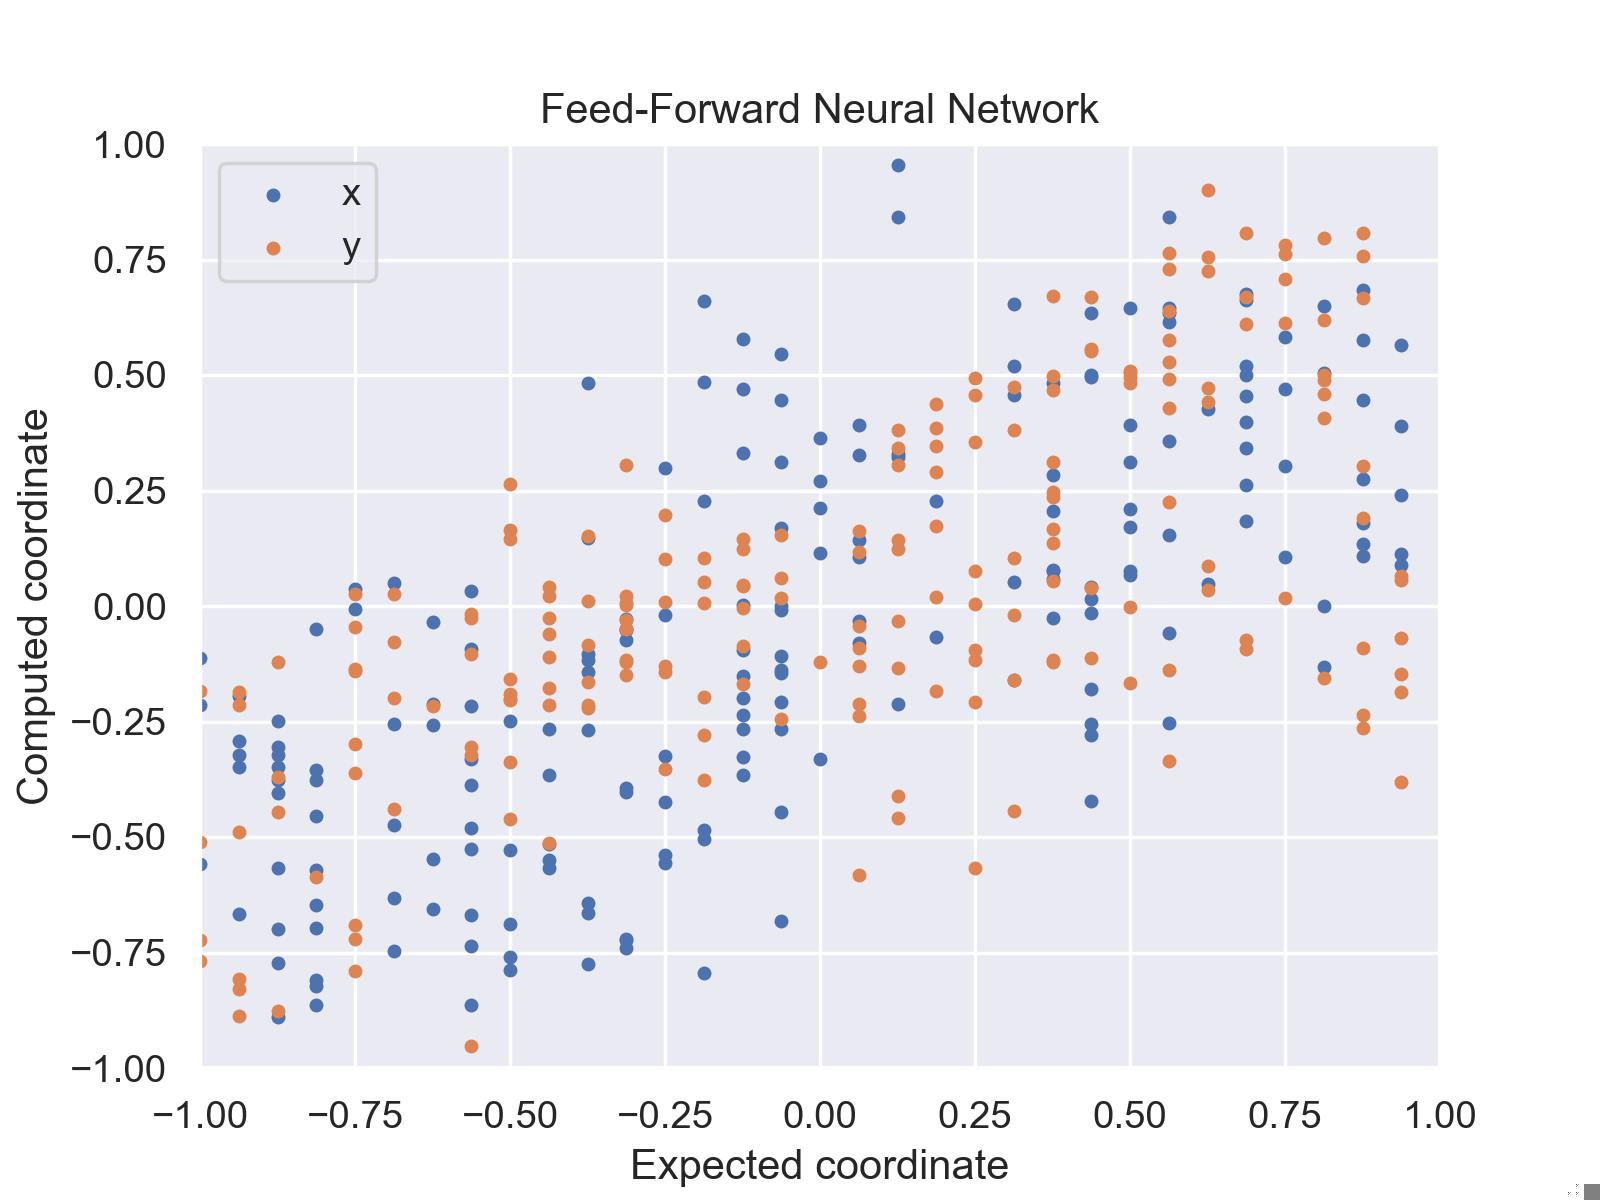 Feed-Forward Neural Network
x
y
1.00
0.75
0.50
0.25
0.00
−0.25
−0.50
−0.75
−1.00
Computed coordinate
−1.00 −0.75 −0.50 −0.25 0.00 0.25 0.50 0.75 1.00
Expected coordinate